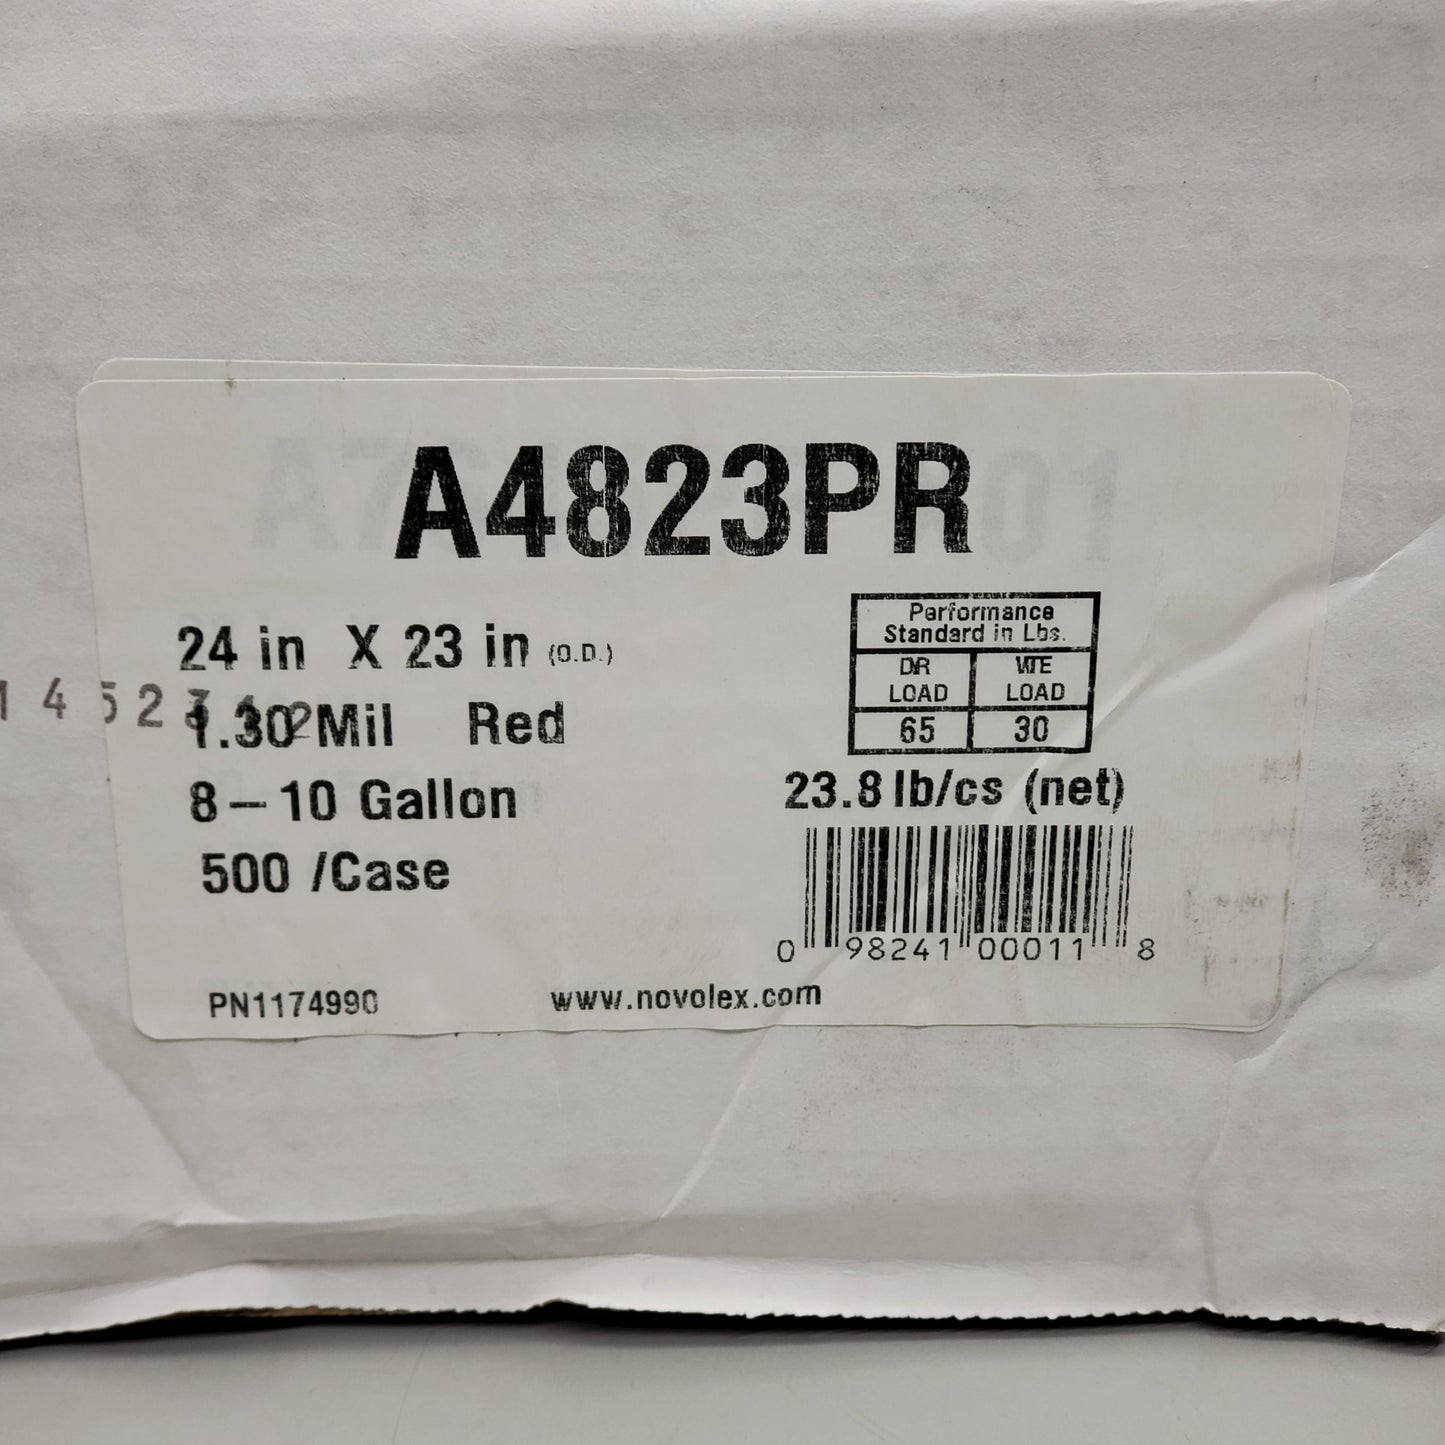 A4823PR
24 in X 23 in (O.D.)
1.30 Mil Red
8-10 Gallon
500 /Case
Performance
Standard in Lbs.
DR WTE
LOAD LOAD
65 30
23.8 lb/cs (net)
0 98241 00011 8
PN1174990 www.novolex.com